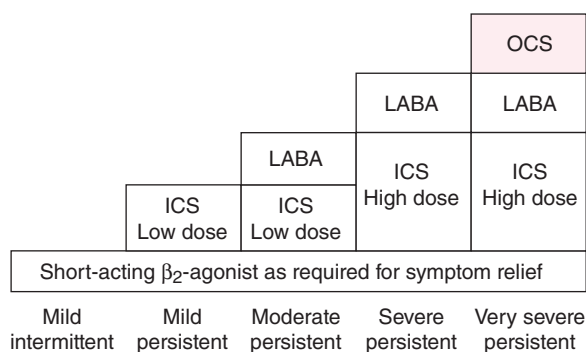 OCS
LABA
LABA
LABA
ICS
High dose
ICS
High dose
ICS
Low dose
ICS
Low dose
Short-acting β₂-agonist as required for symptom relief
Mild
intermittent
Mild
persistent
Moderate
persistent
Severe
persistent
Very severe
persistent